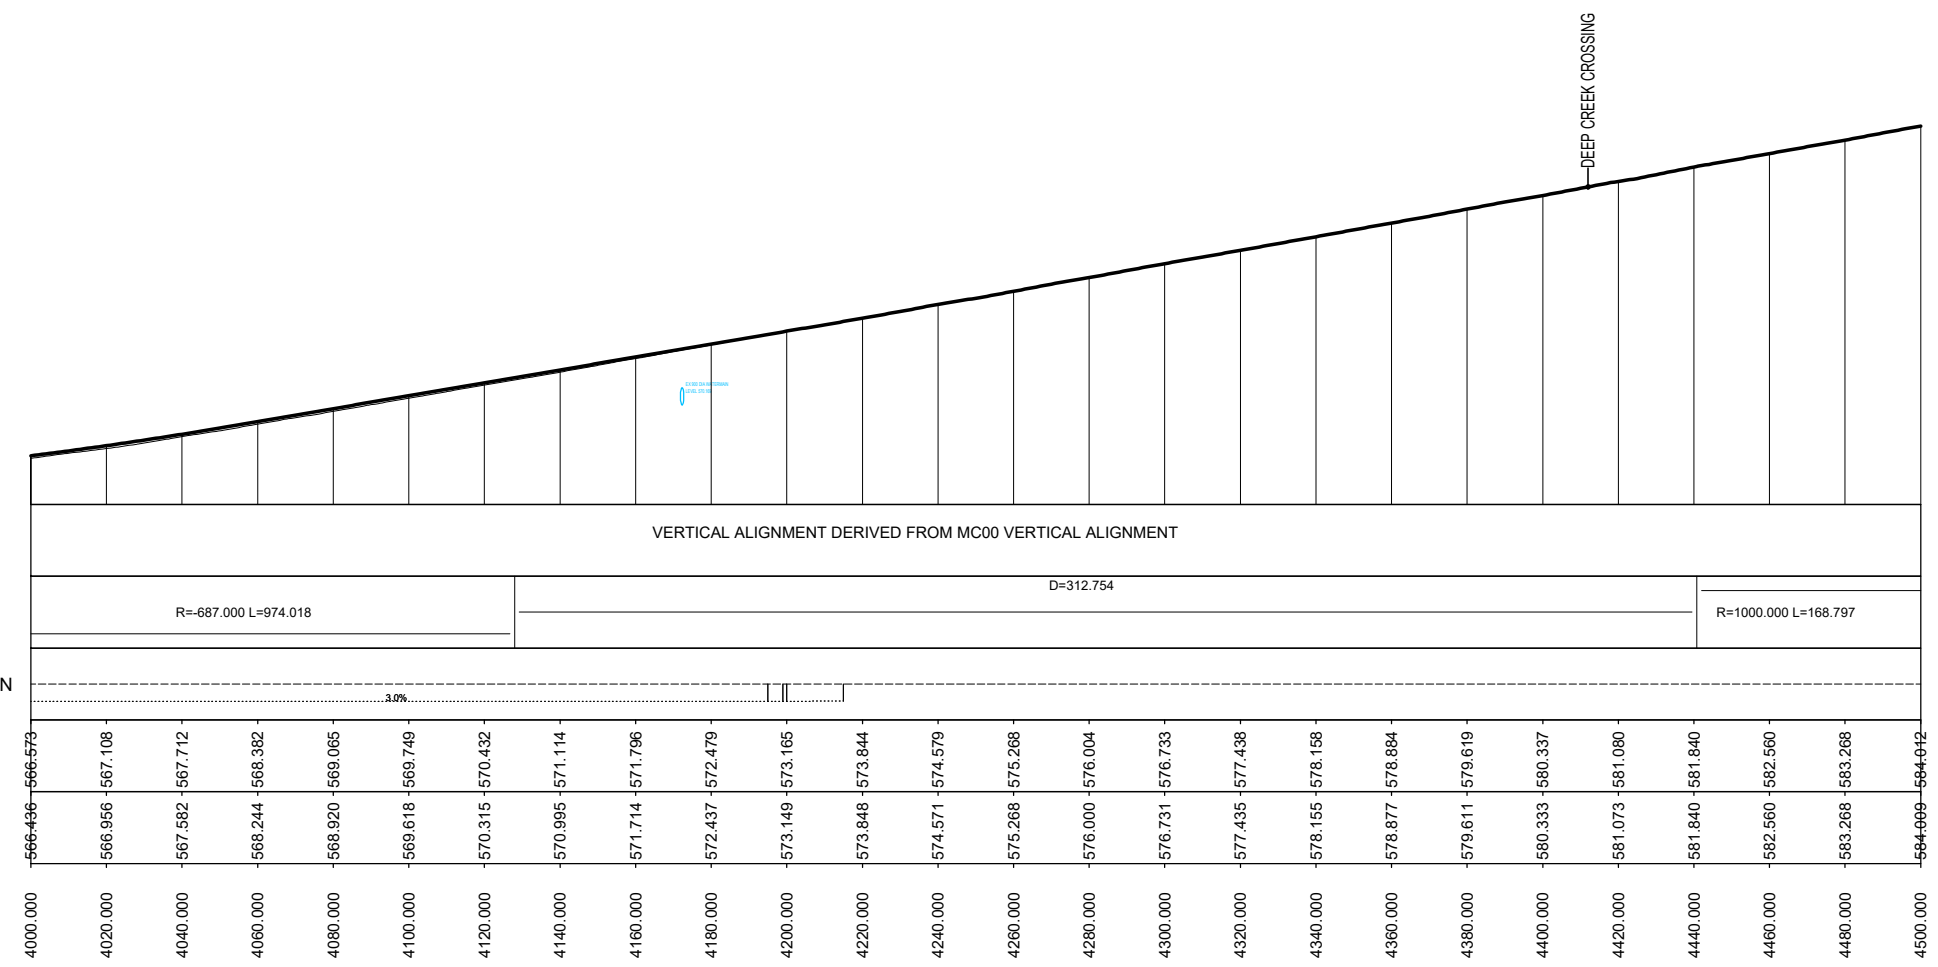 DEEP CREEK CROSSING
VERTICAL ALIGNMENT DERIVED FROM MC00 VERTICAL ALIGNMENT
D=312.754
R=-687.000 L=974.018
R=1000.000 L=168.797
N
3.0%
566.573 567.108 567.712 568.382 569.065 569.749 570.432 571.114 571.796 572.479 573.165 573.844 574.579 575.268 576.004 576.733 577.438 578.158 578.884 579.619 580.337 581.080 581.840 582.560 583.268 584.012
566.436 566.956 567.582 568.244 568.920 569.618 570.315 570.995 571.714 572.437 573.149 573.848 574.571 575.268 576.000 576.731 577.435 578.155 578.877 579.611 580.333 581.073 581.840 582.560 583.268 584.009
4000.000 4020.000 4040.000 4060.000 4080.000 4100.000 4120.000 4140.000 4160.000 4180.000 4200.000 4220.000 4240.000 4260.000 4280.000 4300.000 4320.000 4340.000 4360.000 4380.000 4400.000 4420.000 4440.000 4460.000 4480.000 4500.000